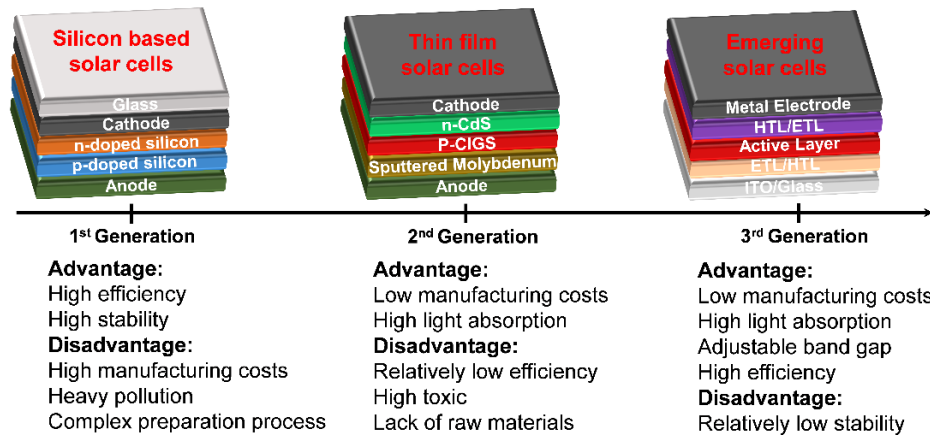 Silicon based
solar cells
Glass
Cathode
n-doped silicon
p-doped silicon
Anode
Thin film
solar cells
Cathode
n-CdS
P-CIGS
Sputtered Molybdenum
Anode
Emerging
solar cells
Metal Electrode
HTL/ETL
Active Layer
ETL/HTL
ITO/Glass
1st Generation
2nd Generation
3rd Generation
Advantage:
High efficiency
High stability
Disadvantage:
High manufacturing costs
Heavy pollution
Complex preparation process
Advantage:
Low manufacturing costs
High light absorption
Disadvantage:
Relatively low efficiency
High toxic
Lack of raw materials
Advantage:
Low manufacturing costs
High light absorption
Adjustable band gap
High efficiency
Disadvantage:
Relatively low stability